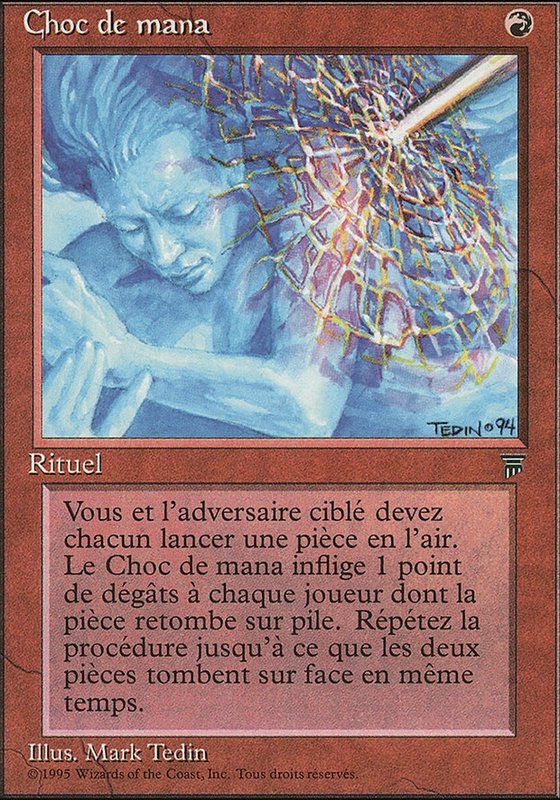 Choc de mana
TEDIN © 94
Rituel
Vous et l'adversaire ciblé devez
chacun lancer une pièce en l'air.
Le Choc de mana inflige 1 point
de dégâts à chaque joueur dont la
pièce retombe sur pile. Répétez la
procédure jusqu'à ce que les deux
pièces tombent sur face en même
temps.
Illus. Mark Tedin
© 1995 Wizards of the Coast, Inc. Tous droits réservés.